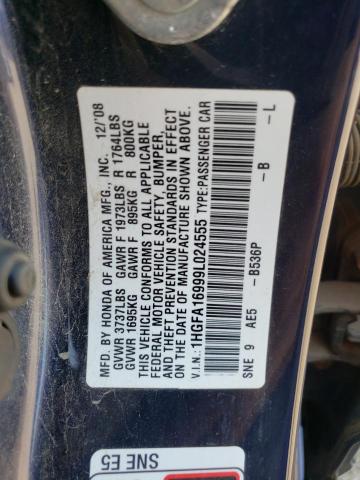 MFD. BY HONDA OF AMERICA MFG., INC. 12/'08
GVWR 3737LBS GAWR F 1973LBS R 1764LBS
GVWR 1695KG GAWR F 895KG R 800KG
THIS VEHICLE CONFORMS TO ALL APPLICABLE
FEDERAL MOTOR VEHICLE SAFETY, BUMPER,
AND THEFT PREVENTION STANDARDS IN EFFECT
ON THE DATE OF MANUFACTURE SHOWN ABOVE.
V.I.N.: 1HGFA16999L024555 TYPE:PASSENGER CAR
SNE 9 AE5 - B536P - B - L
SNE E5